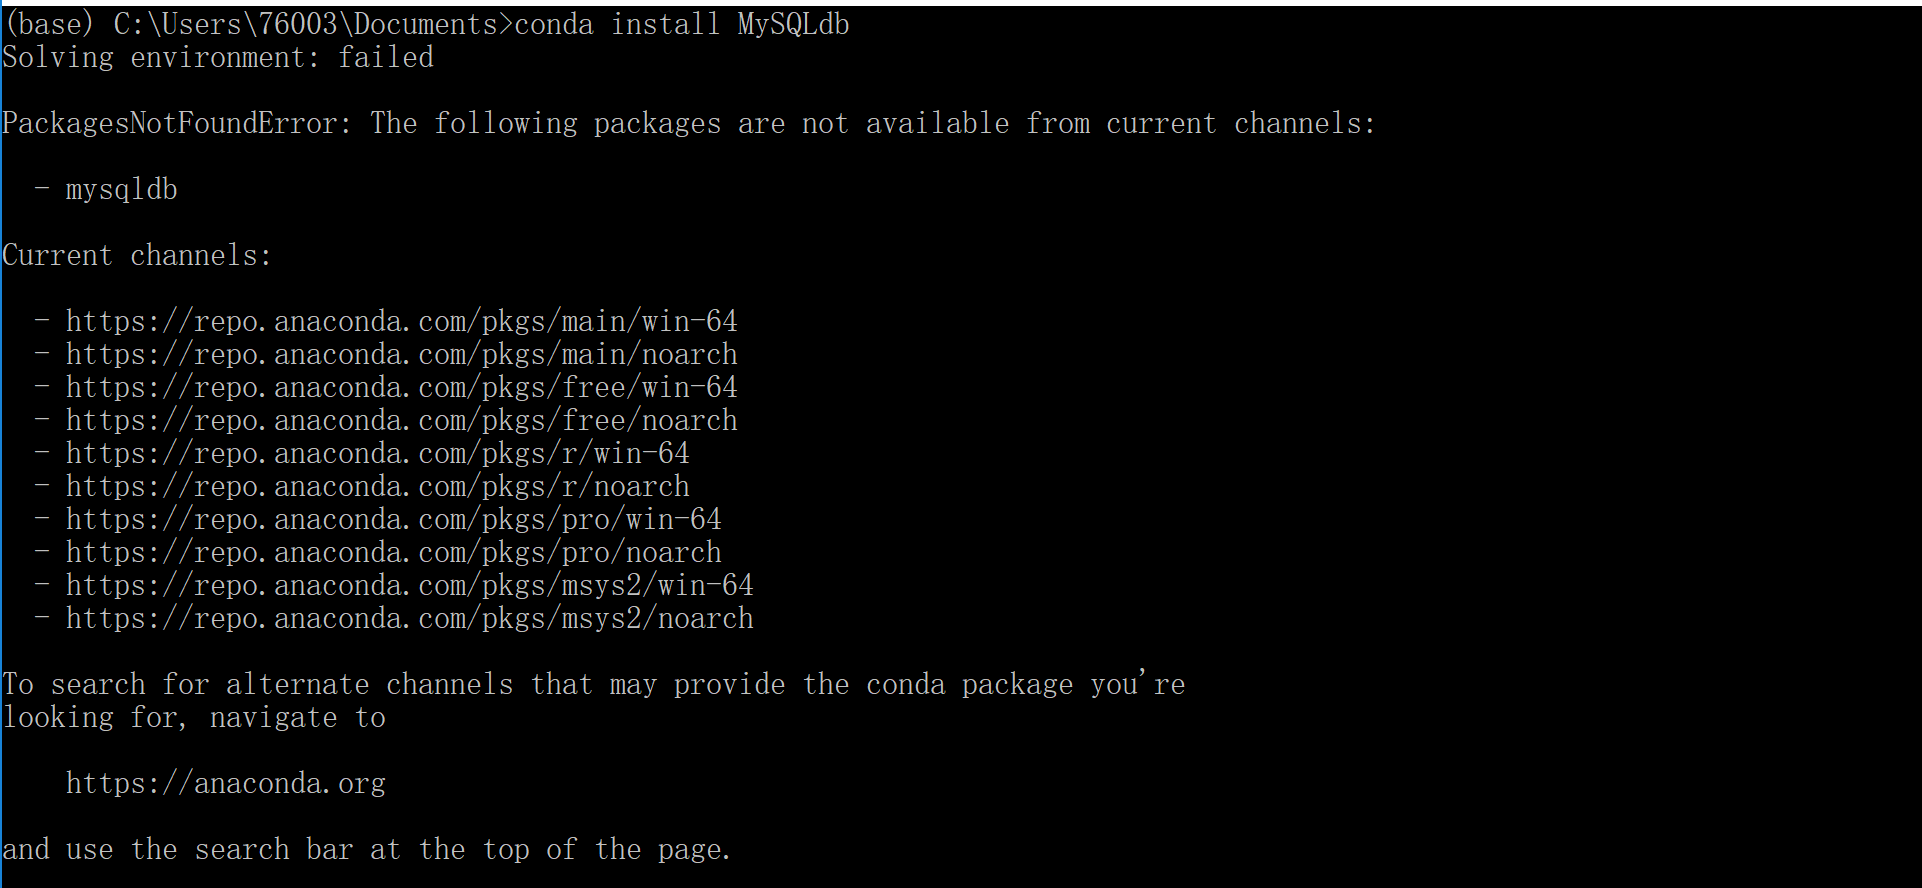 (base) C:\Users\76003\Documents>conda install MySQLdb
Solving environment: failed
PackagesNotFoundError: The following packages are not available from current channels:
- mysqldb
Current channels:
- https://repo.anaconda.com/pkgs/main/win-64
- https://repo.anaconda.com/pkgs/main/noarch
- https://repo.anaconda.com/pkgs/free/win-64
- https://repo.anaconda.com/pkgs/free/noarch
- https://repo.anaconda.com/pkgs/r/win-64
- https://repo.anaconda.com/pkgs/r/noarch
- https://repo.anaconda.com/pkgs/pro/win-64
- https://repo.anaconda.com/pkgs/pro/noarch
- https://repo.anaconda.com/pkgs/msys2/win-64
- https://repo.anaconda.com/pkgs/msys2/noarch
To search for alternate channels that may provide the conda package you're
looking for, navigate to
https://anaconda.org
and use the search bar at the top of the page.